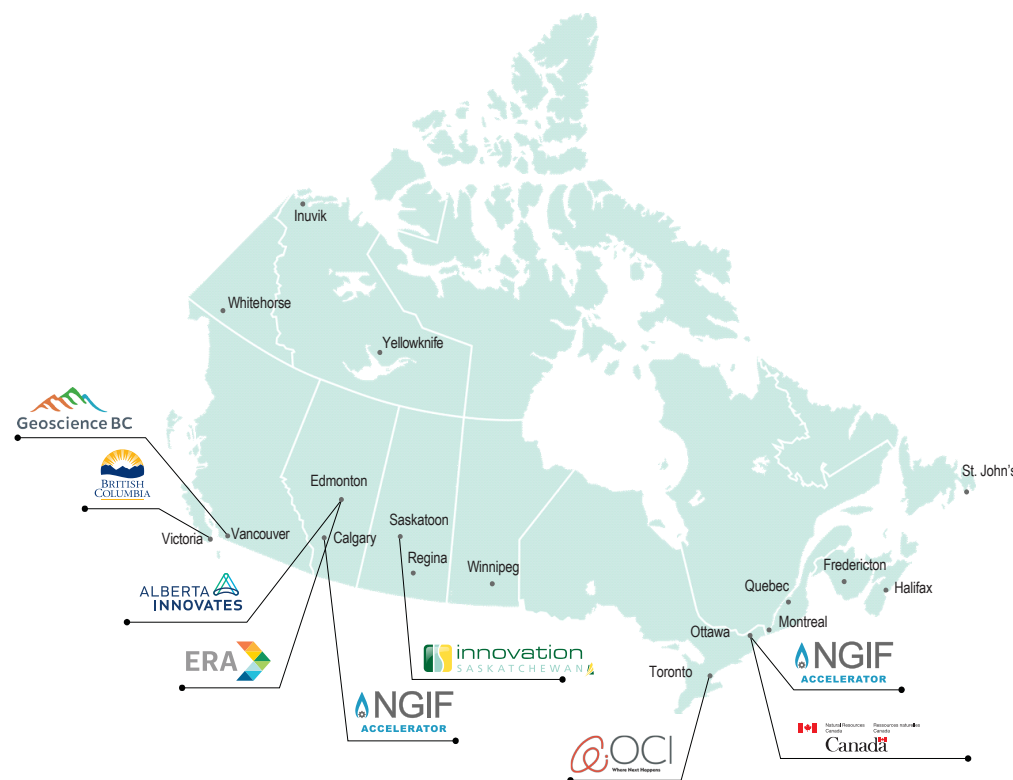 Inuvik
Whitehorse
Yellowknife
Geoscience BC
BRITISH
COLUMBIA
Edmonton
St. John's
Saskatoon
Victoria
Vancouver
Calgary
Regina
Winnipeg
Fredericton
Quebec
Halifax
ALBERTA
INNOVATES
Montreal
Ottawa
ERA
innovation
SASKATCHEWAN
Toronto
NGIF
ACCELERATOR
NGIF
ACCELERATOR
Natural Resources
Canada
Ressources naturelles
Canada
Canada
OCI
Where Next Happens